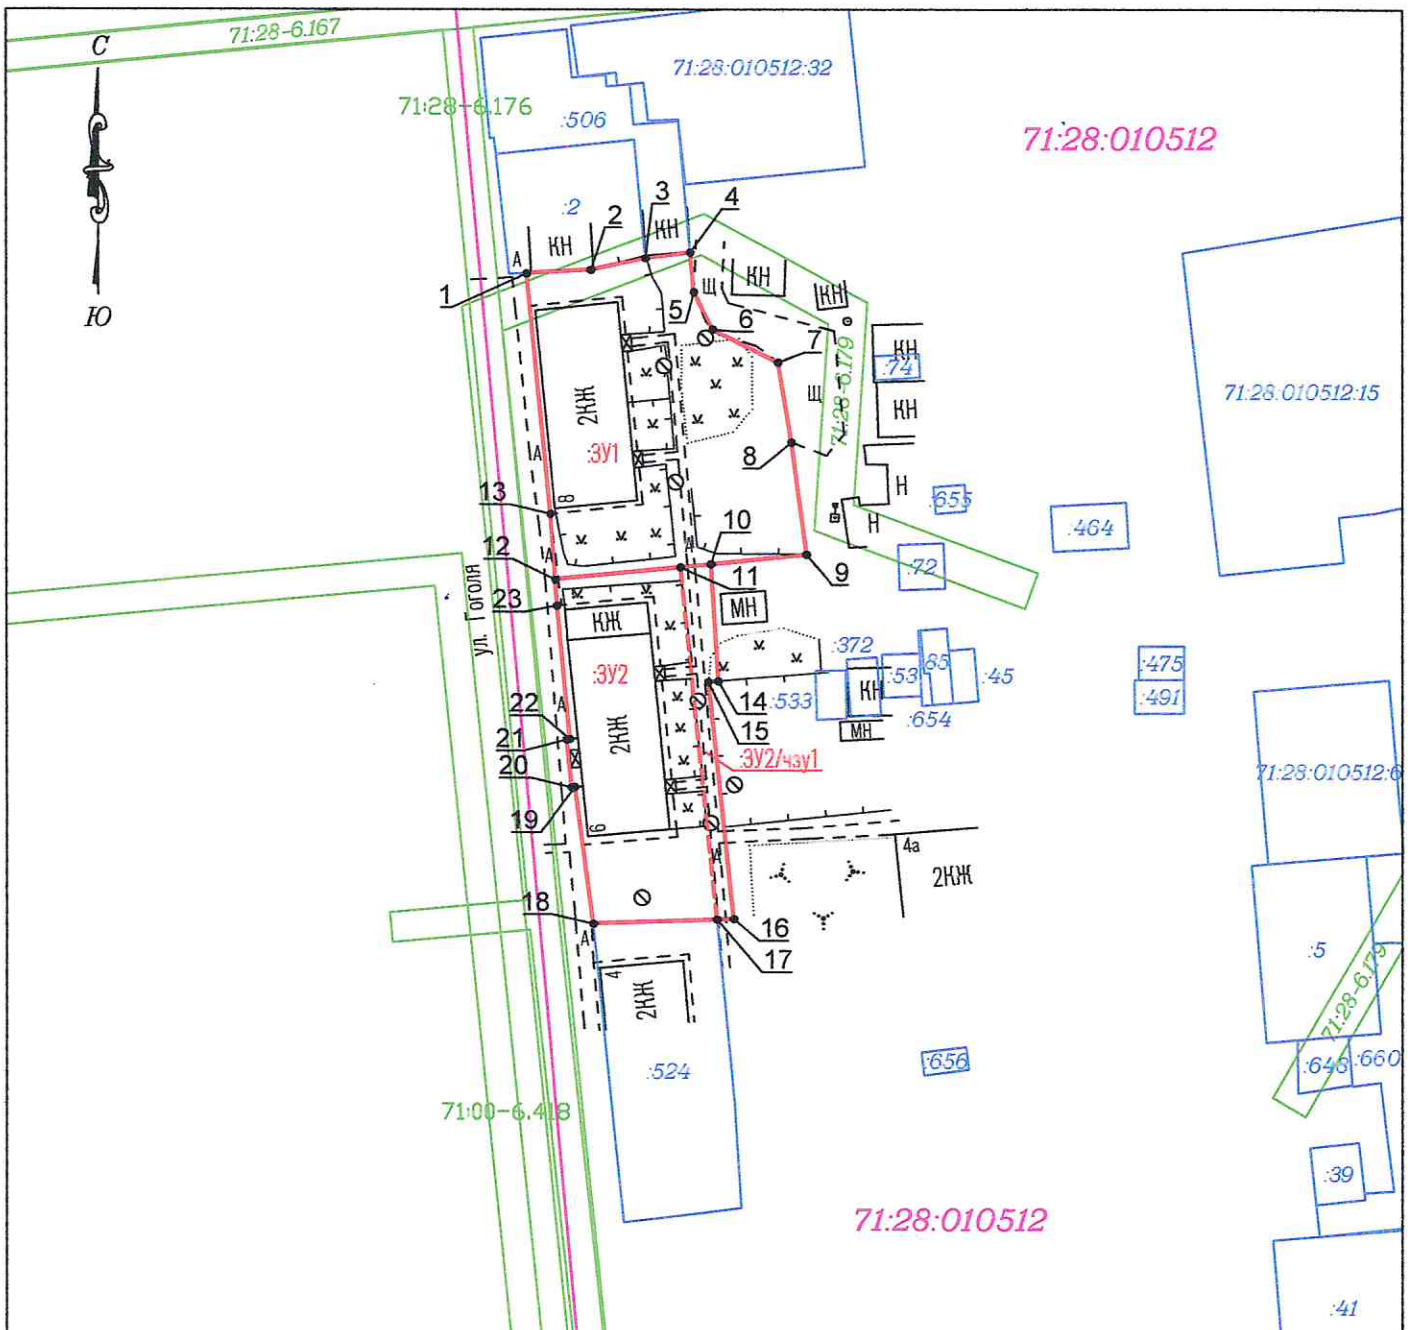 71:28-6.167
С
Ю
71:28-6.176
:506
71:28:010512:32
71:28:010512
:2
КН
КН
А
1
2
3
4
5
6
7
8
9
10
11
12
13
14
15
16
17
18
19
20
21
22
23
Щ
КН
КН
КН
:74
КН
71:28-6.179
Щ
71:28:010512:15
2КЖ
:ЗУ1
8
А
А
А
Н
Н
:655
:464
:72
ул. Гоголя
КЖ
:ЗУ2
2КЖ
6
А
МН
:372
:533
КН
:53
:85
:45
:654
МН
:475
:491
:ЗУ2/чзу1
71:28:010512:6
А
4а
2КЖ
А
4
2КЖ
:524
:656
:5
71:28-6.179
:648
:660
71:00-6.418
:39
71:28:010512
:41